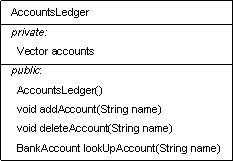 AccountsLedger
private:
Vector accounts
public:
AccountsLedger()
void addAccount(String name)
void deleteAccount(String name)
BankAccount lookUpAccount(String name)